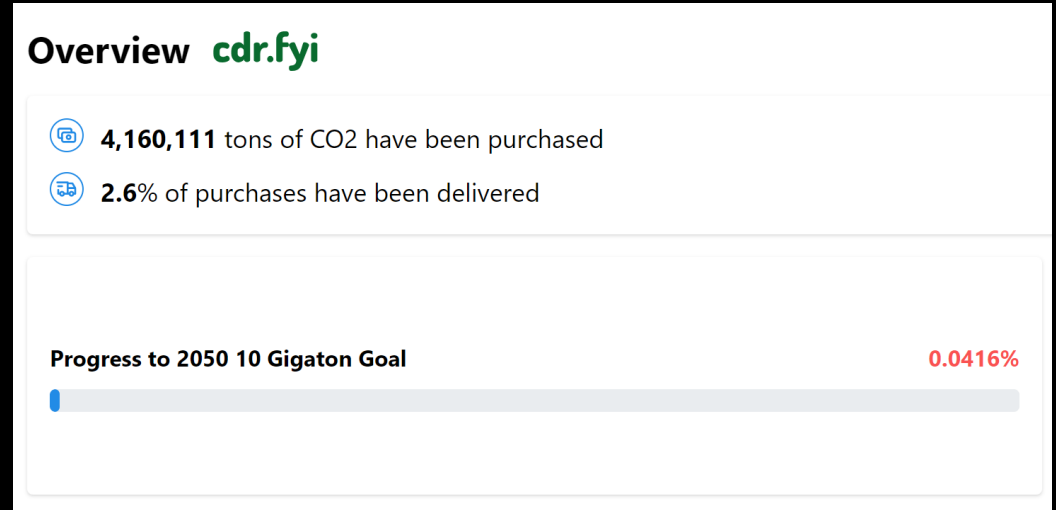 Overview cdr.fyi
4,160,111 tons of CO2 have been purchased
2.6% of purchases have been delivered
Progress to 2050 10 Gigaton Goal 0.0416%